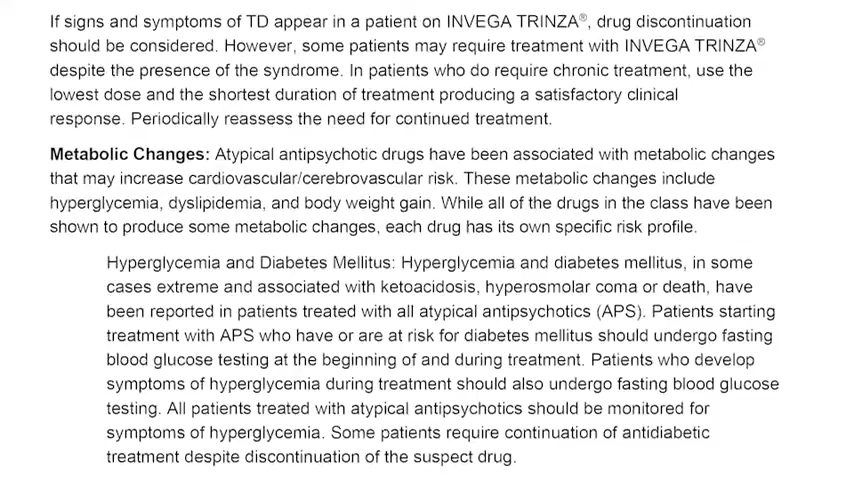 If signs and symptoms of TD appear in a patient on INVEGA TRINZA®, drug discontinuation
should be considered. However, some patients may require treatment with INVEGA TRINZA®
despite the presence of the syndrome. In patients who do require chronic treatment, use the
lowest dose and the shortest duration of treatment producing a satisfactory clinical
response. Periodically reassess the need for continued treatment.
Metabolic Changes: Atypical antipsychotic drugs have been associated with metabolic changes
that may increase cardiovascular/cerebrovascular risk. These metabolic changes include
hyperglycemia, dyslipidemia, and body weight gain. While all of the drugs in the class have been
shown to produce some metabolic changes, each drug has its own specific risk profile.
Hyperglycemia and Diabetes Mellitus: Hyperglycemia and diabetes mellitus, in some
cases extreme and associated with ketoacidosis, hyperosmolar coma or death, have
been reported in patients treated with all atypical antipsychotics (APS). Patients starting
treatment with APS who have or are at risk for diabetes mellitus should undergo fasting
blood glucose testing at the beginning of and during treatment. Patients who develop
symptoms of hyperglycemia during treatment should also undergo fasting blood glucose
testing. All patients treated with atypical antipsychotics should be monitored for
symptoms of hyperglycemia. Some patients require continuation of antidiabetic
treatment despite discontinuation of the suspect drug.